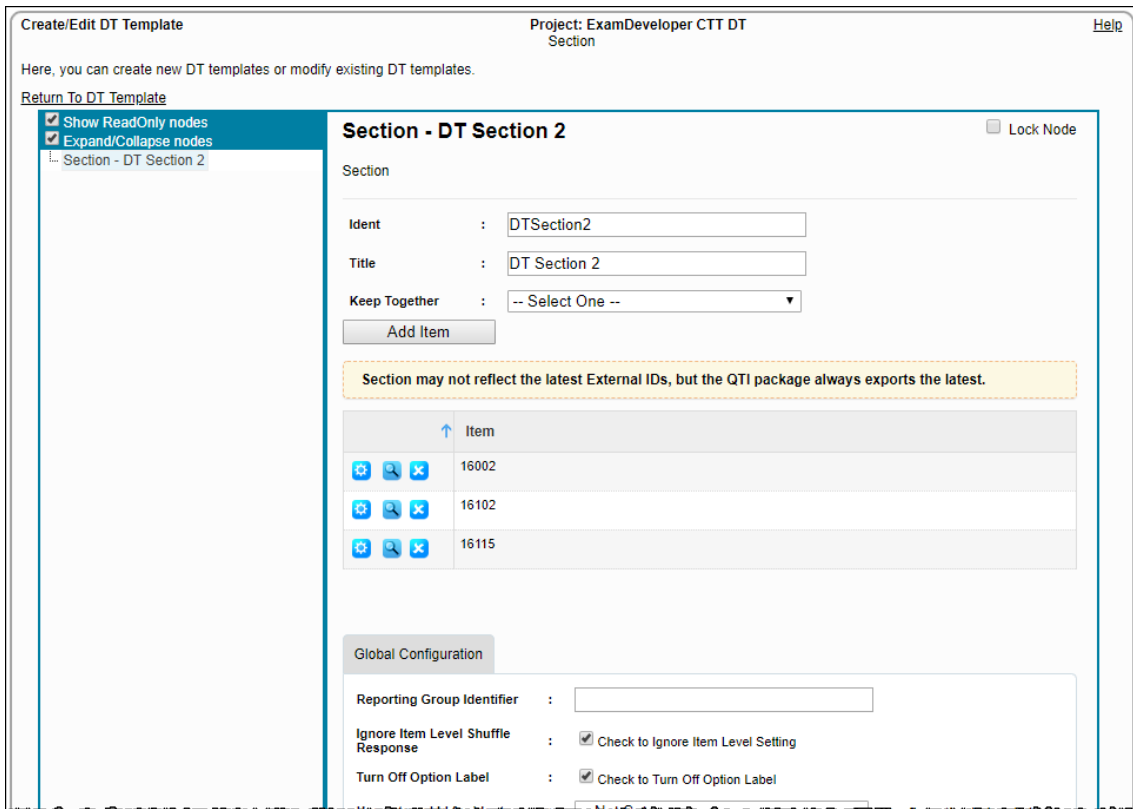 Create/Edit DT Template
Project: ExamDeveloper CTT DT
Help
Section
Here, you can create new DT templates or modify existing DT templates.
Return To DT Template
Show ReadOnly nodes
Expand/Collapse nodes
Section - DT Section 2
Section - DT Section 2
Lock Node
Section
Ident : DTSection2
Title : DT Section 2
Keep Together : -- Select One --
Add Item
Section may not reflect the latest External IDs, but the QTI package always exports the latest.
Item
16002
16102
16115
Global Configuration
Reporting Group Identifier :
Ignore Item Level Shuffle
Response : Check to Ignore Item Level Setting
Turn Off Option Label : Check to Turn Off Option Label